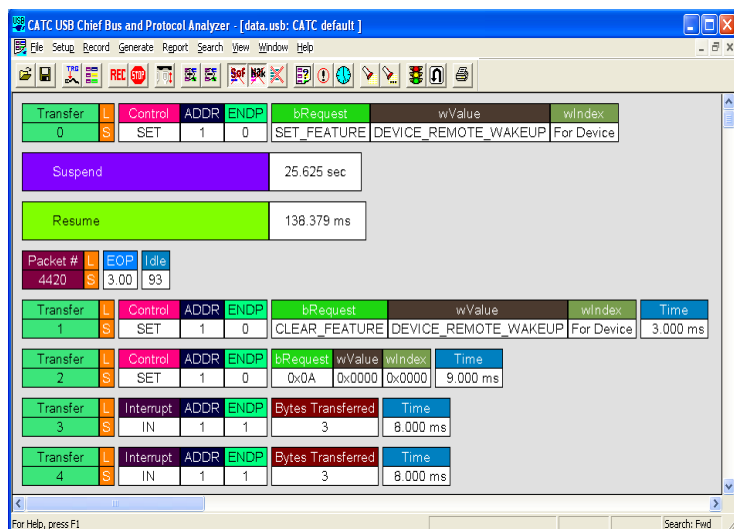 CATC USB Chief Bus and Protocol Analyzer - [data.usb: CATC default ]
File Setup Record Generate Report Search View Window Help
TRG REC STOP Sof Nak
Transfer L Control ADDR ENDP bRequest wValue wIndex
0 S SET 1 0 SET_FEATURE DEVICE_REMOTE_WAKEUP For Device
Suspend 25.625 sec
Resume 138.379 ms
Packet # L EOP Idle
4420 S 3.00 93
Transfer L Control ADDR ENDP bRequest wValue wIndex Time
1 S SET 1 0 CLEAR_FEATURE DEVICE_REMOTE_WAKEUP For Device 3.000 ms
Transfer L Control ADDR ENDP bRequest wValue wIndex Time
2 S SET 1 0 0x0A 0x0000 0x0000 9.000 ms
Transfer L Interrupt ADDR ENDP Bytes Transferred Time
3 S IN 1 1 3 8.000 ms
Transfer L Interrupt ADDR ENDP Bytes Transferred Time
4 S IN 1 1 3 8.000 ms
For Help, press F1 Search: Fwd